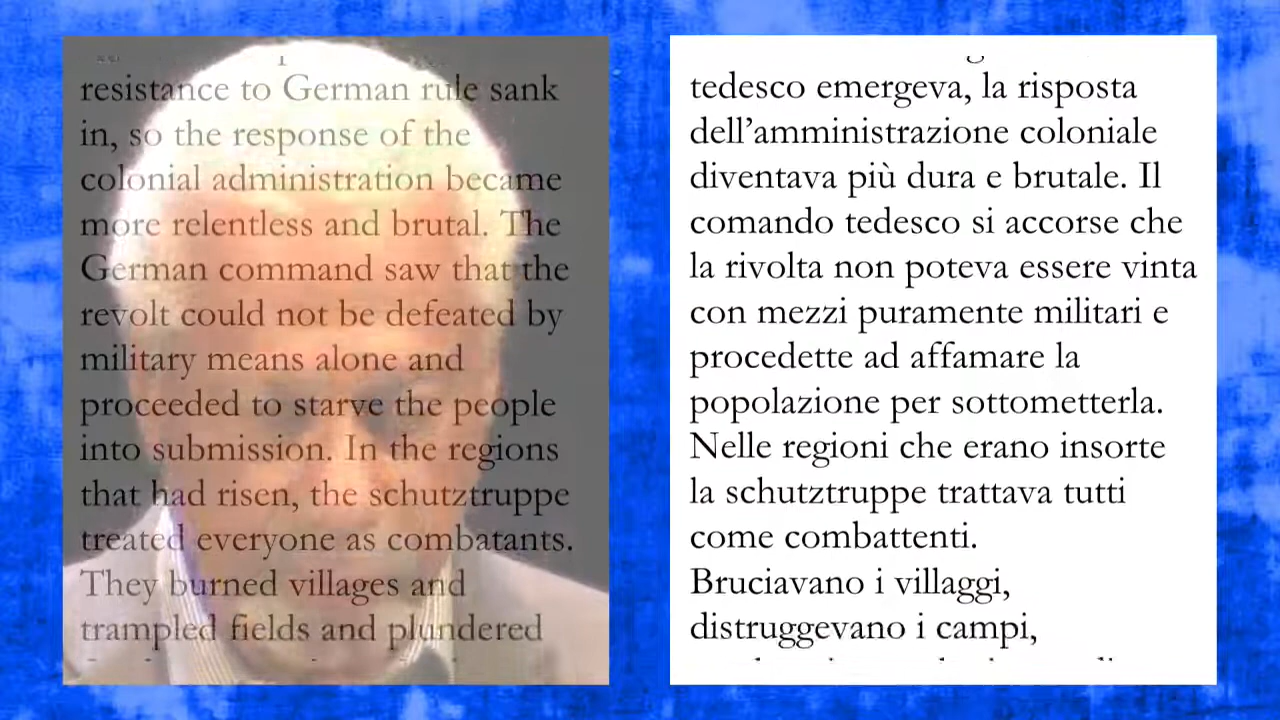 resistance to German rule sank
in, so the response of the
colonial administration became
more relentless and brutal. The
German command saw that the
revolt could not be defeated by
military means alone and
proceeded to starve the people
into submission. In the regions
that had risen, the schutztruppe
treated everyone as combatants.
They burned villages and
trampled fields and plundered
tedesco emergeva, la risposta
dell’amministrazione coloniale
diventava più dura e brutale. Il
comando tedesco si accorse che
la rivolta non poteva essere vinta
con mezzi puramente militari e
procedette ad affamare la
popolazione per sottometterla.
Nelle regioni che erano insorte
la schutztruppe trattava tutti
come combattenti.
Bruciavano i villaggi,
distruggevano i campi,